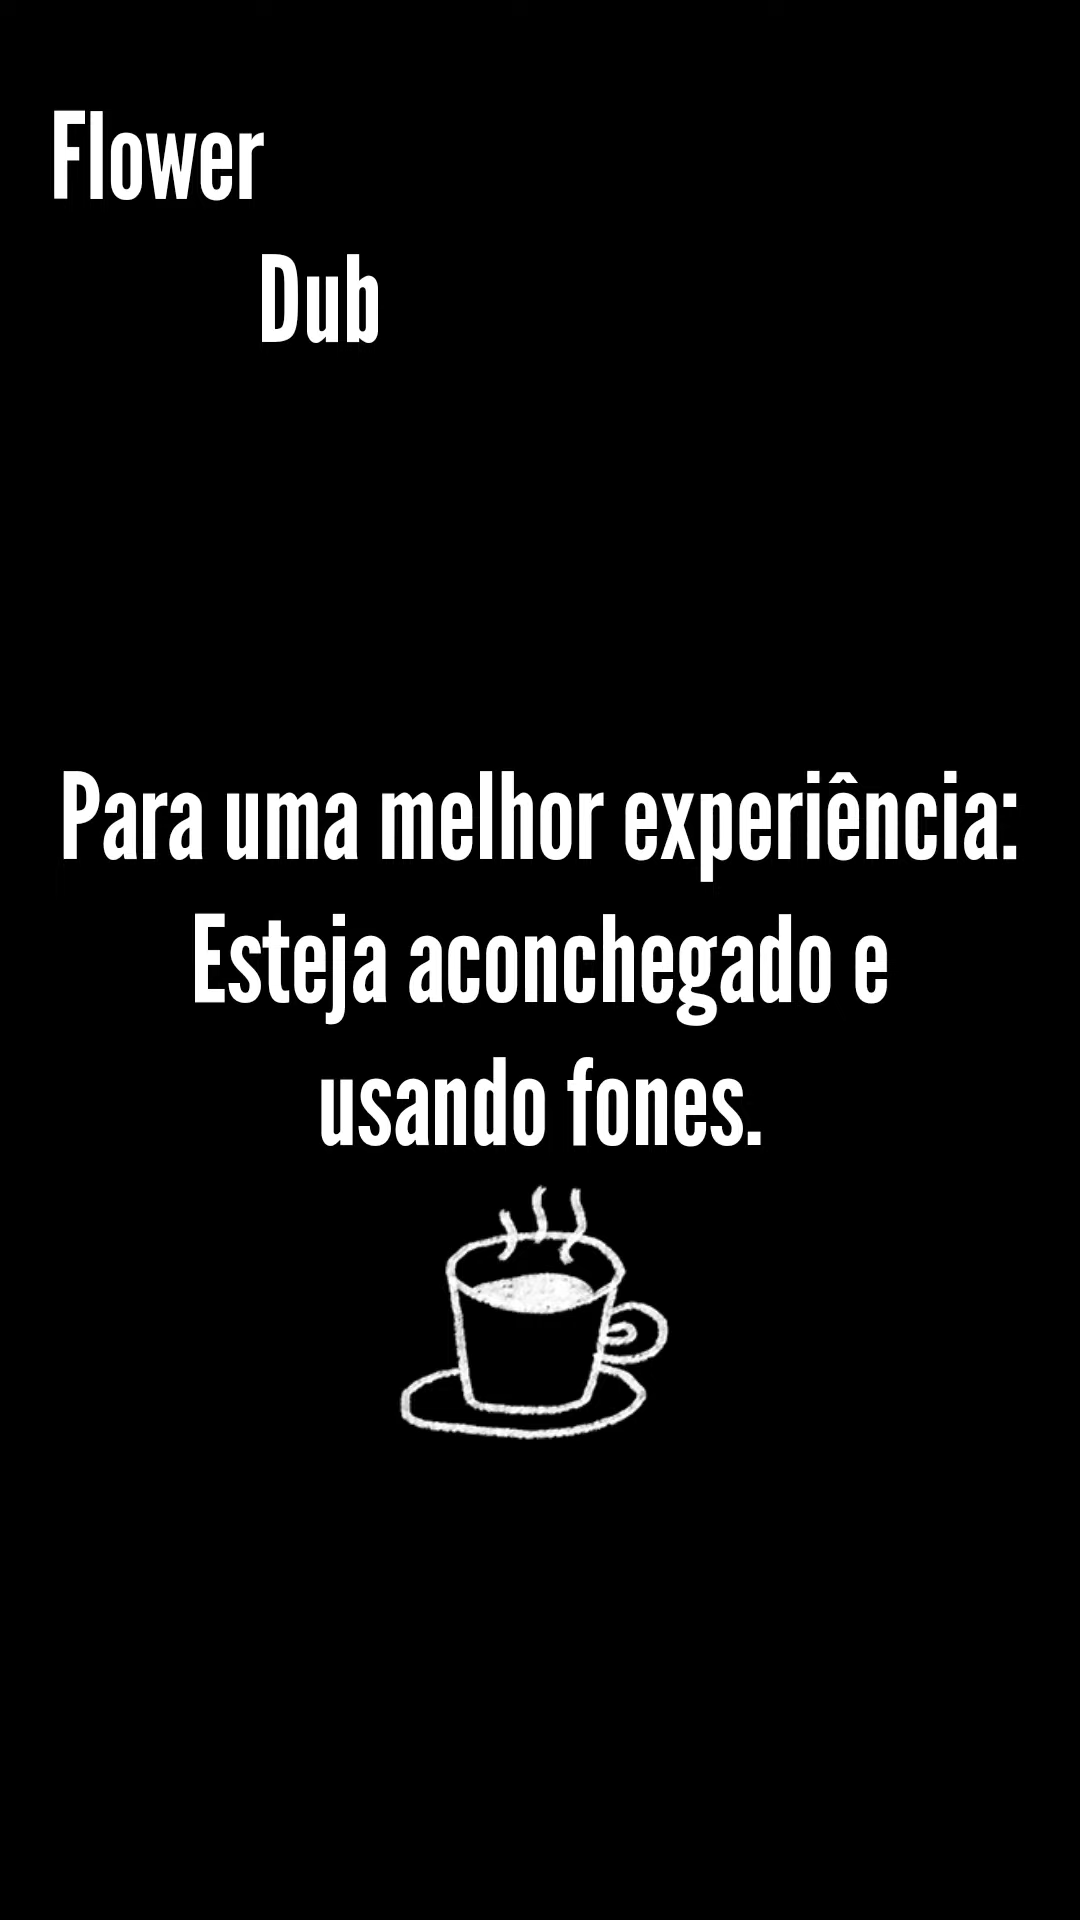 Flower
Dub
Para uma melhor experiência:
Esteja aconchegado e
usando fones.